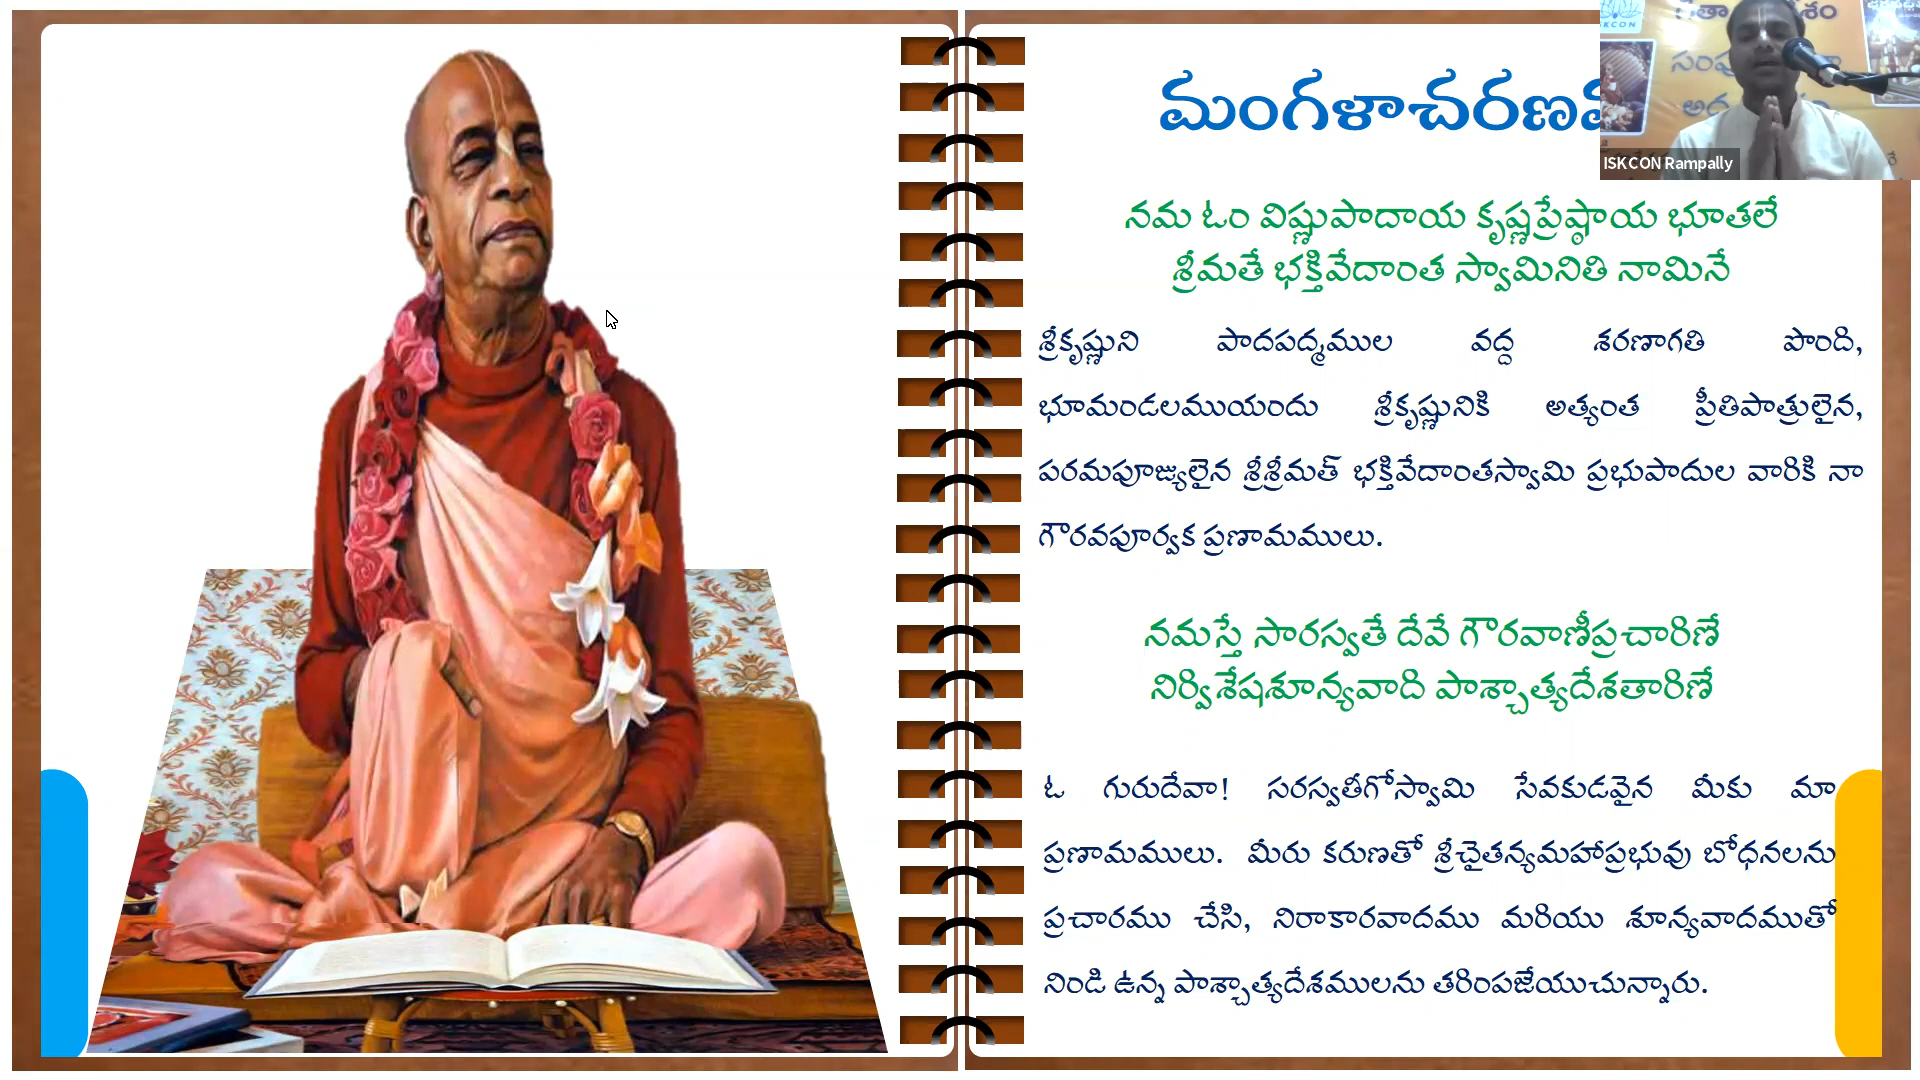 మంగళాచరణ
నమ ఓం విష్ణుపాదాయ కృష్ణప్రేష్ఠాయ భూతలే
శ్రీమతే భక్తివేదాంత స్వామినితి నామినే
శ్రీకృష్ణుని పాదపద్మముల వద్ద శరణాగతి పొంది,
భూమండలముయందు శ్రీకృష్ణునికి అత్యంత ప్రీతిపాత్రులైన,
పరమపూజ్యులైన శ్రీశ్రీమత్ భక్తివేదాంతస్వామి ప్రభుపాదుల వారికి నా
గౌరవపూర్వక ప్రణామములు.
నమస్తే సారస్వతే దేవే గౌరవాణీప్రచారిణే
నిర్విశేషశూన్యవాది పాశ్చాత్యదేశతారిణే
ఓ గురుదేవా! సరస్వతీగోస్వామి సేవకుడవైన మీకు మా
ప్రణామములు. మీరు కరుణతో శ్రీచైతన్యమహాప్రభువు బోధనలను
ప్రచారము చేసి, నిరాకారవాదము మరియు శూన్యవాదముతో
నిండి ఉన్న పాశ్చాత్యదేశములను తరింపజేయుచున్నారు.
ISKCON Rampally